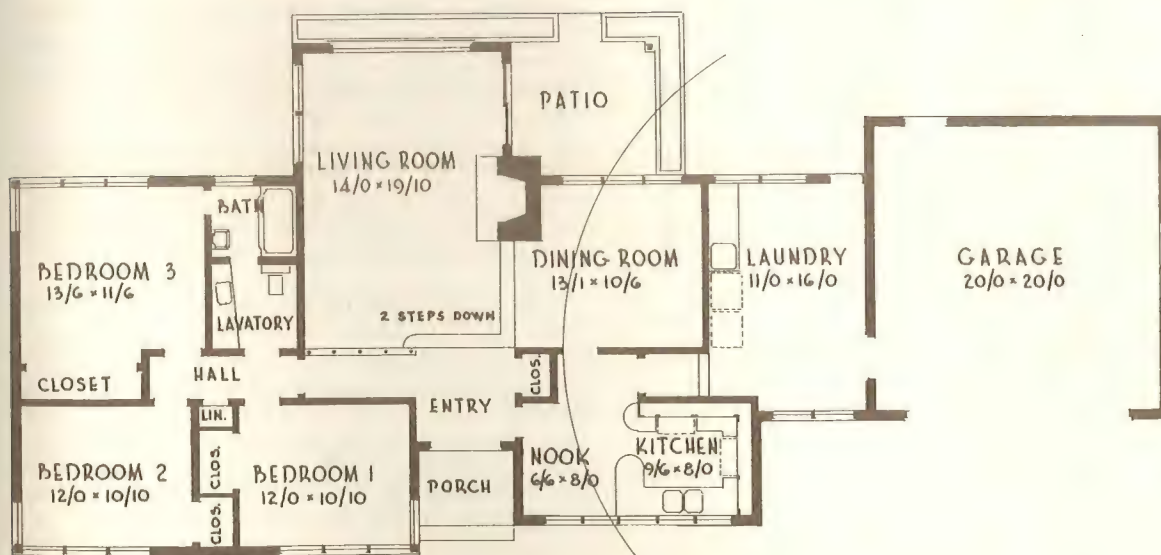 PATIO
LIVING ROOM
14/0 × 19/10
BATH
BEDROOM 3
13/6 × 11/6
DINING ROOM
13/1 × 10/6
LAUNDRY
11/0 × 16/0
GARAGE
20/0 × 20/0
LAVATORY
2 STEPS DOWN
CLOSET
HALL
CLOS.
ENTRY
LIN.
BEDROOM 2
12/0 × 10/10
CLOS.
BEDROOM 1
12/0 × 10/10
PORCH
NOOK
6/6 × 8/0
KITCHEN
9/6 × 8/0
CLOS.